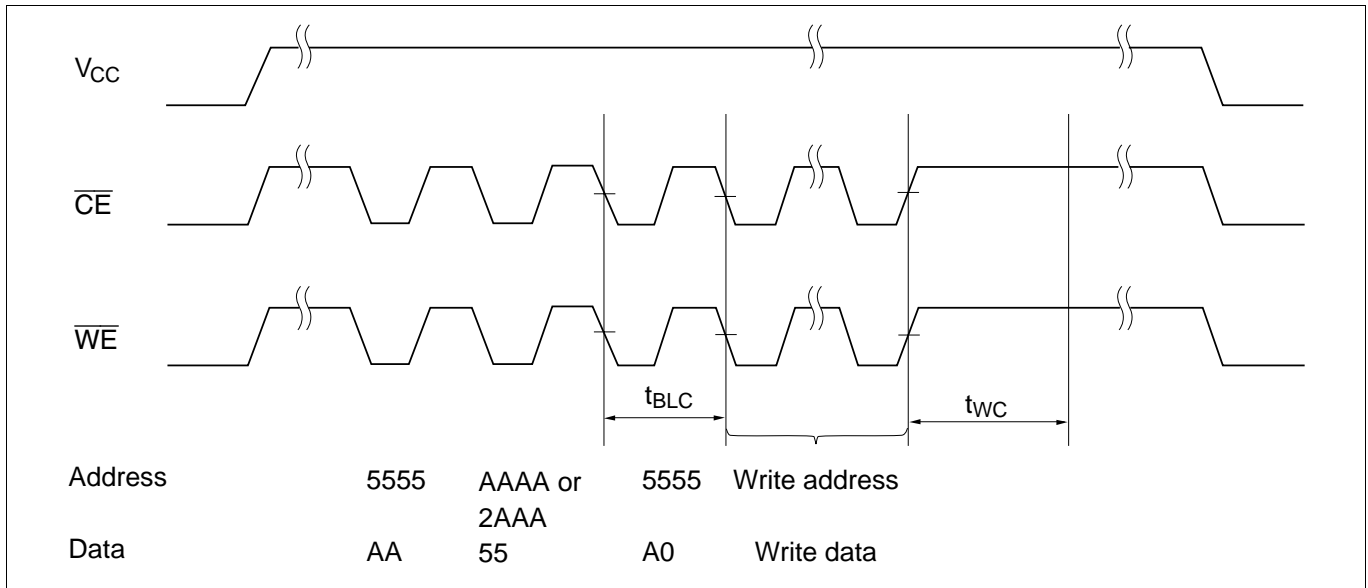 VCC
CE
WE
tBLC
tWC
Address 5555 AAAA or 5555 Write address
2AAA
Data AA 55 A0 Write data